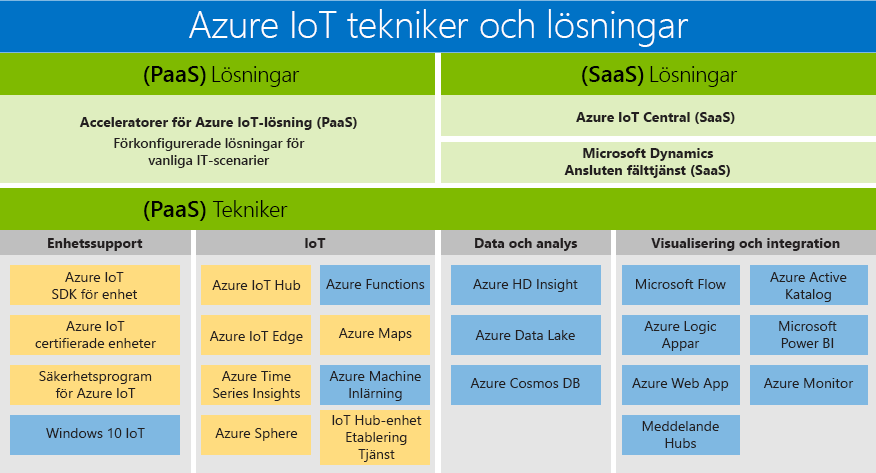 Azure IoT tekniker och lösningar
(PaaS) Lösningar
Acceleratorer för Azure IoT-lösning (PaaS)
Förkonfigurerade lösningar för
vanliga IT-scenarier
(SaaS) Lösningar
Azure IoT Central (SaaS)
Microsoft Dynamics
Ansluten fälttjänst (SaaS)
(PaaS) Tekniker
Enhetssupport
Azure IoT
SDK för enhet
Azure IoT
certifierade enheter
Säkerhetsprogram
för Azure IoT
Windows 10 IoT
IoT
Azure IoT Hub
Azure Functions
Azure IoT Edge
Azure Maps
Azure Time
Series Insights
Azure Machine
Inlärning
Azure Sphere
IoT Hub-enhet
Etablering
Tjänst
Data och analys
Azure HD Insight
Azure Data Lake
Azure Cosmos DB
Visualisering och integration
Microsoft Flow
Azure Active
Katalog
Azure Logic
Appar
Microsoft
Power BI
Azure Web App
Azure Monitor
Meddelande
Hubs